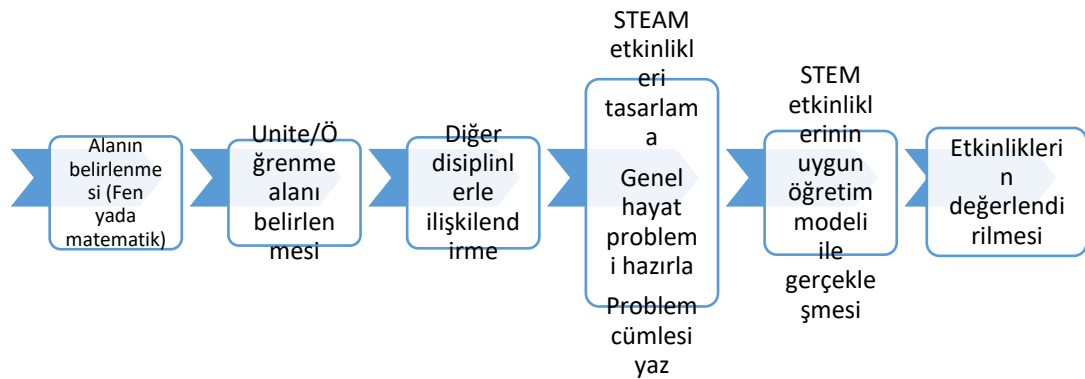 Alanın
belirlenme
si (Fen
yada
matematik)
Unite/Ö
ğrenme
alanı
belirlen
mesi
Diğer
disiplinl
erle
ilişkilend
irme
STEAM
etkinlikl
eri
tasarlam
a
Genel
hayat
problem
i hazırla
Problem
cümlesi
yaz
STEM
etkinlikl
erinin
uygun
öğretim
modeli
ile
gerçekle
şmesi
Etkinlikleri
n
değerlendi
rilmesi